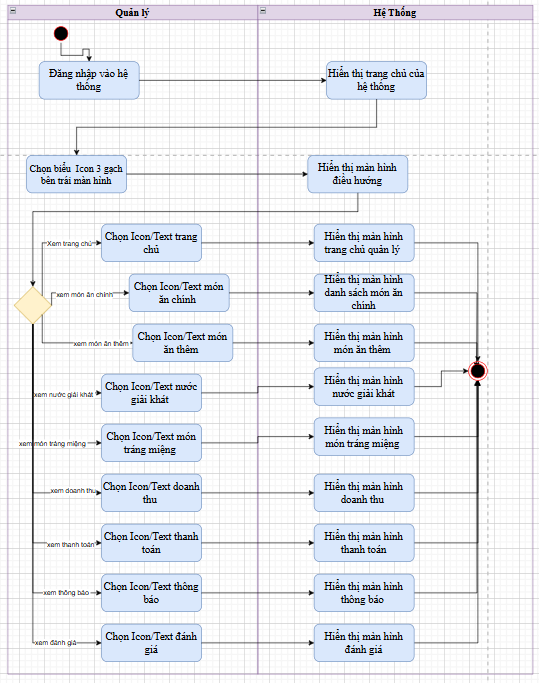 Quản lý
Hệ Thống
Đăng nhập vào hệ
thống
Hiển thị trang chủ của
hệ thống
Chọn biểu Icon 3 gạch
bên trái màn hình
Hiển thị màn hình
điều hướng
Xem trang chủ
Chọn Icon/Text trang
chủ
Hiển thị màn hình
trang chủ quản lý
xem món ăn chính
Chọn Icon/Text món
ăn chính
Hiển thị màn hình
danh sách món ăn
chính
xem món ăn thêm
Chọn Icon/Text món
ăn thêm
Hiển thị màn hình
món ăn thêm
xem nước giải khát
Chọn Icon/Text nước
giải khát
Hiển thị màn hình
nước giải khát
xem món tráng miệng
Chọn Icon/Text món
tráng miệng
Hiển thị màn hình
món tráng miệng
xem doanh thu
Chọn Icon/Text doanh
thu
Hiển thị màn hình
doanh thu
xem thanh toán
Chọn Icon/Text thanh
toán
Hiển thị màn hình
thanh toán
xem thông báo
Chọn Icon/Text thông
báo
Hiển thị màn hình
thông báo
xem đánh giá
Chọn Icon/Text đánh
giá
Hiển thị màn hình
đánh giá